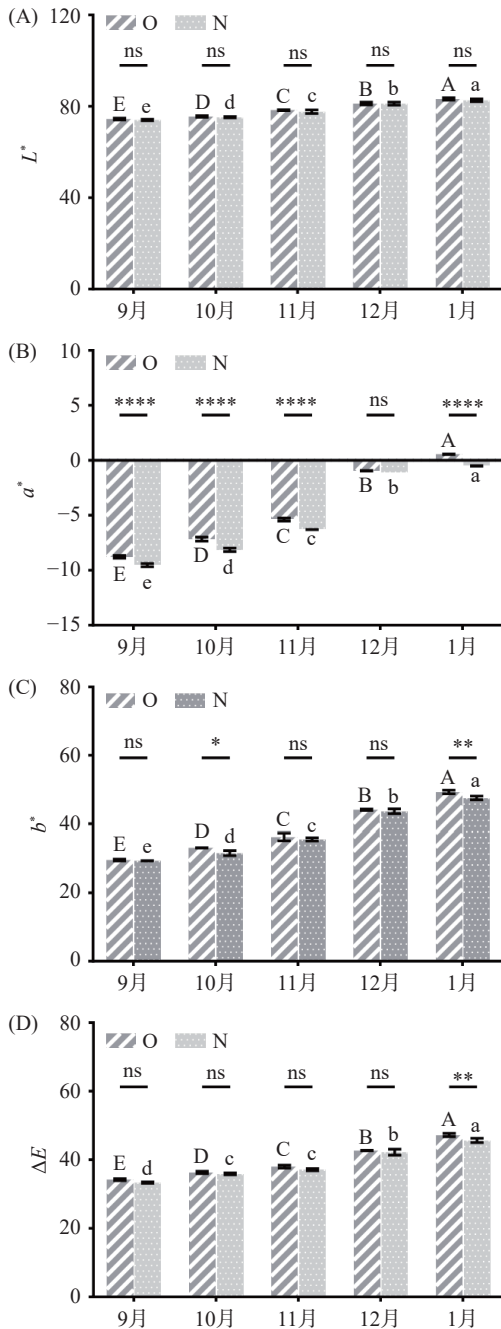 (A)
120
O N
ns ns ns ns ns
E e D d C c B b A a
80
L*
40
0
9月 10月 11月 12月 1月
(B)
10
O N
5
**** **** **** ns ****
A
0
a*
a
B b
−5
C c
D d
−10
E e
−15
9月 10月 11月 12月 1月
(C)
80
O N
ns * ns ns **
60
A a
B b
b*
40
C c
D d
E e
20
0
9月 10月 11月 12月 1月
(D)
80
O N
ns ns ns ns **
60
A a
B b
ΔE
40
E d D c C c
20
0
9月 10月 11月 12月 1月